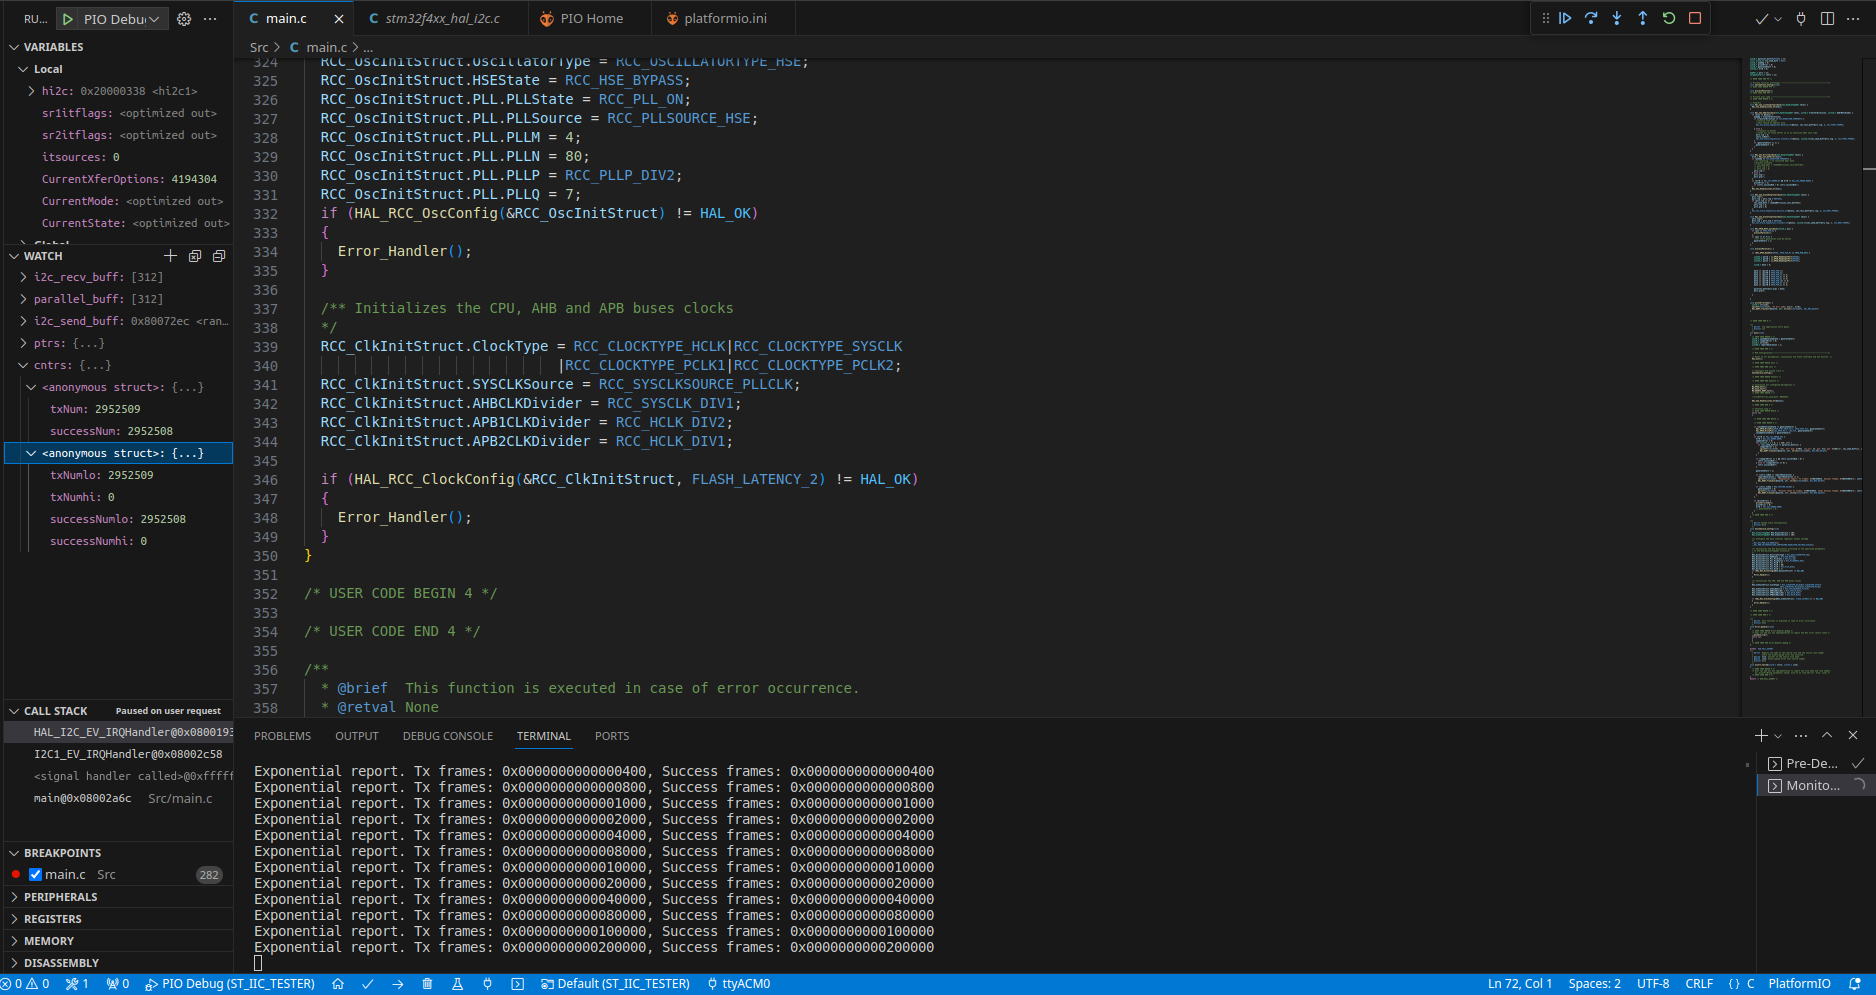 RU... PIO Debu
main.c
stm32f4xx_hal_i2c.c
PIO Home
platformio.ini
Src > main.c > ...
VARIABLES
Local
hi2c: 0x20000338 <hi2c1>
sr1itflags: <optimized out>
sr2itflags: <optimized out>
itsources: 0
CurrentXferOptions: 4194304
CurrentMode: <optimized out>
CurrentState: <optimized out>
Global
WATCH
i2c_recv_buff: [312]
parallel_buff: [312]
i2c_send_buff: 0x80072ec <ran...
ptrs: {...}
cntrs: {...}
<anonymous struct>: {...}
txNum: 2952509
successNum: 2952508
<anonymous struct>: {...}
txNumlo: 2952509
txNumhi: 0
successNumlo: 2952508
successNumhi: 0
CALL STACK Paused on user request
HAL_I2C_EV_IRQHandler@0x0800193
I2C1_EV_IRQHandler@0x08002c58
<signal handler called>@0xfffff
main@0x08002a6c Src/main.c
BREAKPOINTS
main.c Src 282
PERIPHERALS
REGISTERS
MEMORY
DISASSEMBLY
324 RCC_OscInitStruct.OscillatorType = RCC_OSCILLATORTYPE_HSE;
325 RCC_OscInitStruct.HSEState = RCC_HSE_BYPASS;
326 RCC_OscInitStruct.PLL.PLLState = RCC_PLL_ON;
327 RCC_OscInitStruct.PLL.PLLSource = RCC_PLLSOURCE_HSE;
328 RCC_OscInitStruct.PLL.PLLM = 4;
329 RCC_OscInitStruct.PLL.PLLN = 80;
330 RCC_OscInitStruct.PLL.PLLP = RCC_PLLP_DIV2;
331 RCC_OscInitStruct.PLL.PLLQ = 7;
332 if (HAL_RCC_OscConfig(&RCC_OscInitStruct) != HAL_OK)
333 {
334 Error_Handler();
335 }
336
337 /** Initializes the CPU, AHB and APB buses clocks
338 */
339 RCC_ClkInitStruct.ClockType = RCC_CLOCKTYPE_HCLK|RCC_CLOCKTYPE_SYSCLK
340 |RCC_CLOCKTYPE_PCLK1|RCC_CLOCKTYPE_PCLK2;
341 RCC_ClkInitStruct.SYSCLKSource = RCC_SYSCLKSOURCE_PLLCLK;
342 RCC_ClkInitStruct.AHBCLKDivider = RCC_SYSCLK_DIV1;
343 RCC_ClkInitStruct.APB1CLKDivider = RCC_HCLK_DIV2;
344 RCC_ClkInitStruct.APB2CLKDivider = RCC_HCLK_DIV1;
345
346 if (HAL_RCC_ClockConfig(&RCC_ClkInitStruct, FLASH_LATENCY_2) != HAL_OK)
347 {
348 Error_Handler();
349 }
350 }
351
352 /* USER CODE BEGIN 4 */
353
354 /* USER CODE END 4 */
355
356 /**
357 * @brief This function is executed in case of error occurrence.
358 * @retval None
PROBLEMS OUTPUT DEBUG CONSOLE TERMINAL PORTS
Exponential report. Tx frames: 0x0000000000000400, Success frames: 0x0000000000000400
Exponential report. Tx frames: 0x0000000000000800, Success frames: 0x0000000000000800
Exponential report. Tx frames: 0x0000000000001000, Success frames: 0x0000000000001000
Exponential report. Tx frames: 0x0000000000002000, Success frames: 0x0000000000002000
Exponential report. Tx frames: 0x0000000000004000, Success frames: 0x0000000000004000
Exponential report. Tx frames: 0x0000000000008000, Success frames: 0x0000000000008000
Exponential report. Tx frames: 0x0000000000010000, Success frames: 0x0000000000010000
Exponential report. Tx frames: 0x0000000000020000, Success frames: 0x0000000000020000
Exponential report. Tx frames: 0x0000000000040000, Success frames: 0x0000000000040000
Exponential report. Tx frames: 0x0000000000080000, Success frames: 0x0000000000080000
Exponential report. Tx frames: 0x0000000000100000, Success frames: 0x0000000000100000
Exponential report. Tx frames: 0x0000000000200000, Success frames: 0x0000000000200000
Pre-De...
Monito...
0 0 1 0 PIO Debug (ST_IIC_TESTER) Default (ST_IIC_TESTER) ttyACM0 Ln 72, Col 1 Spaces: 2 UTF-8 CRLF {} C PlatformIO